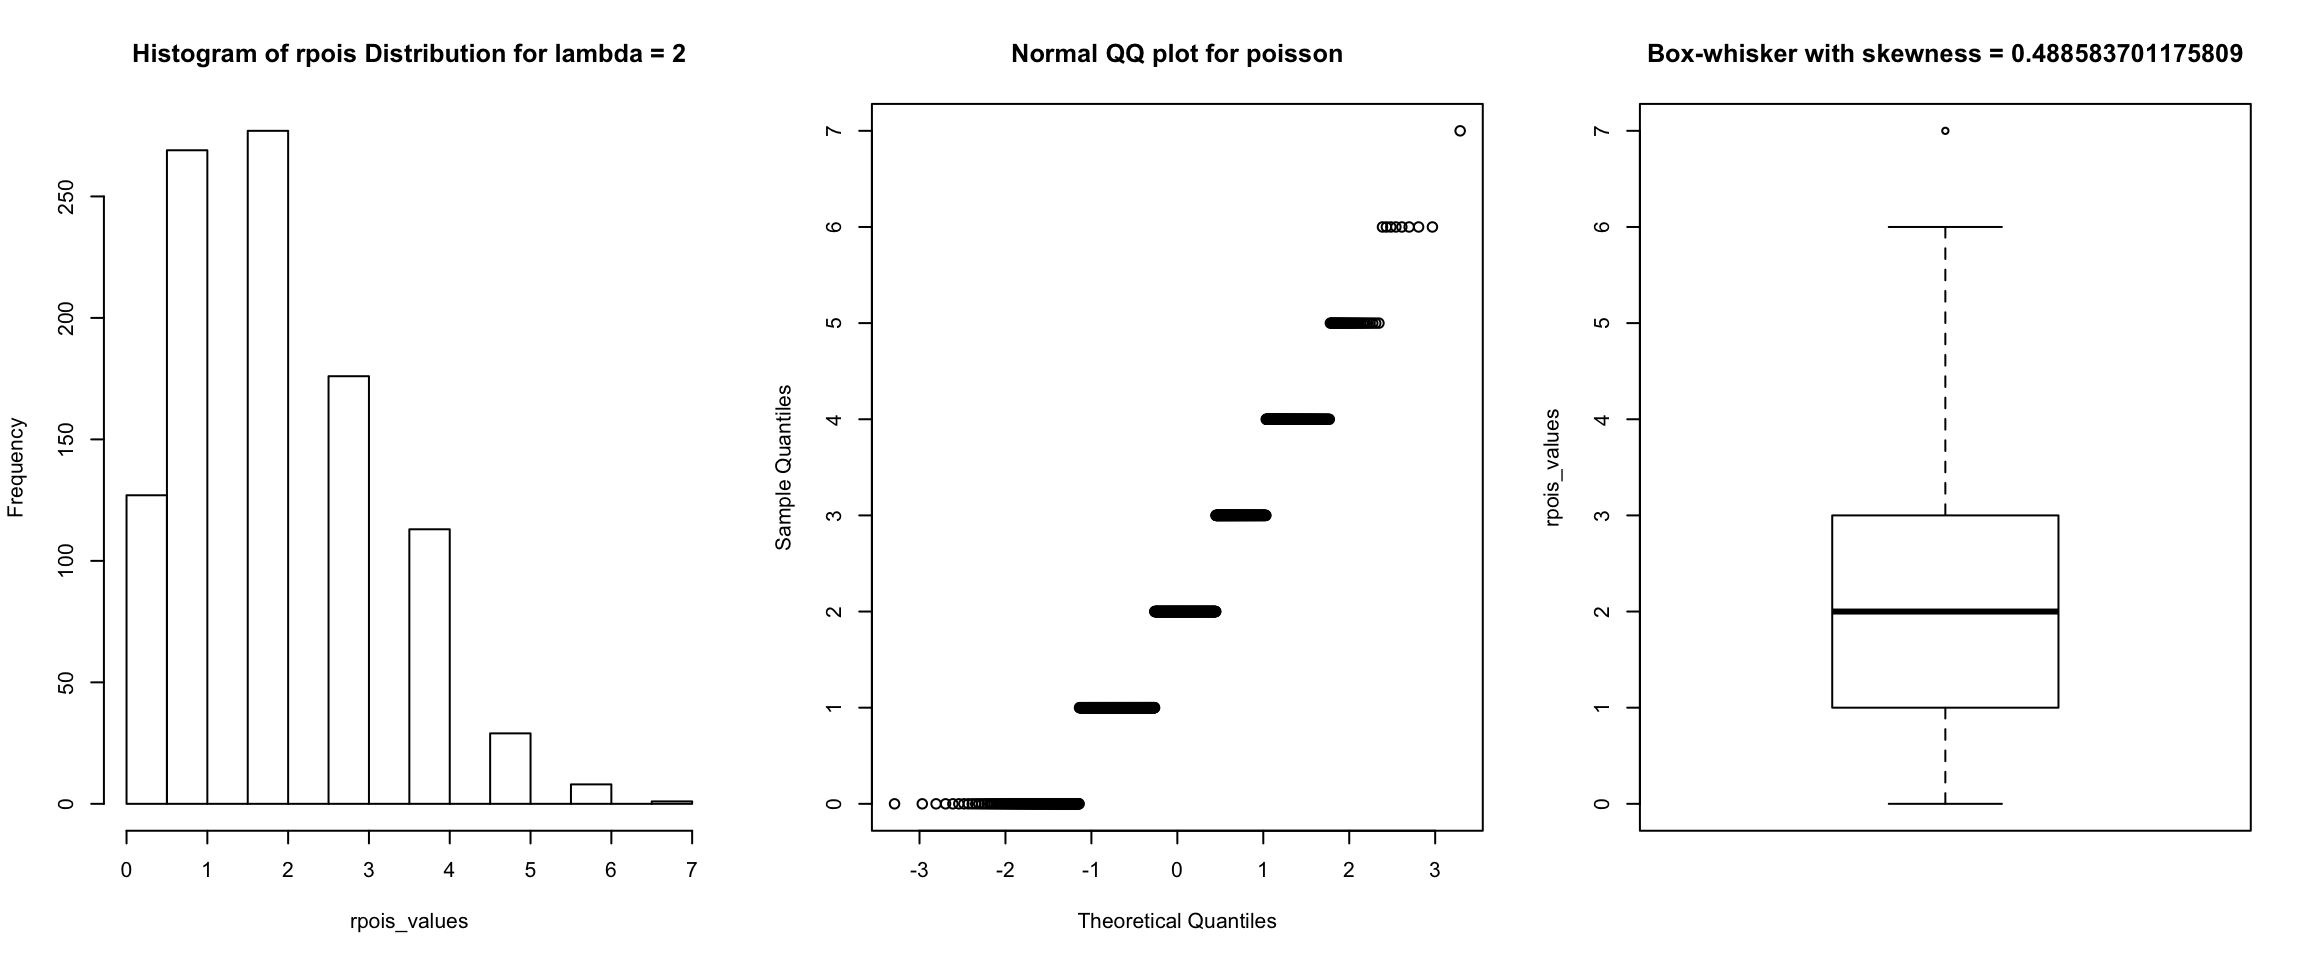 Histogram of rpois Distribution for lambda = 2
Frequency
0
50
100
150
200
250
0 1 2 3 4 5 6 7
rpois_values
Normal QQ plot for poisson
Sample Quantiles
0
1
2
3
4
5
6
7
-3 -2 -1 0 1 2 3
Theoretical Quantiles
Box-whisker with skewness = 0.488583701175809
rpois_values
0
1
2
3
4
5
6
7